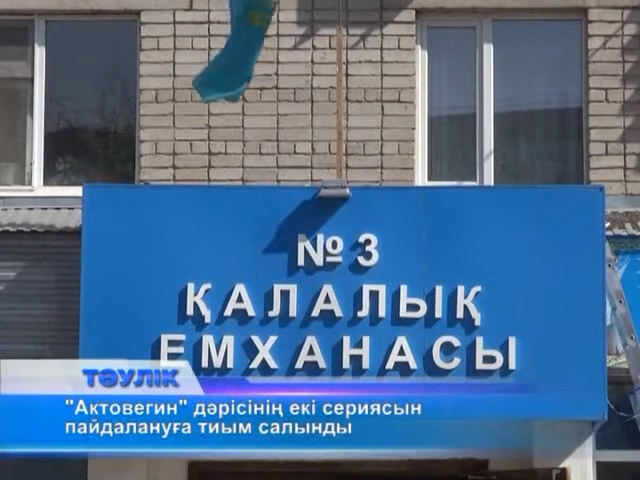 № 3
ҚАЛАЛЫҚ
ЕМХАНАСЫ
ТӘУЛІК
"Актовегин" дәрісінің екі сериясын
пайдалануға тиым салынды